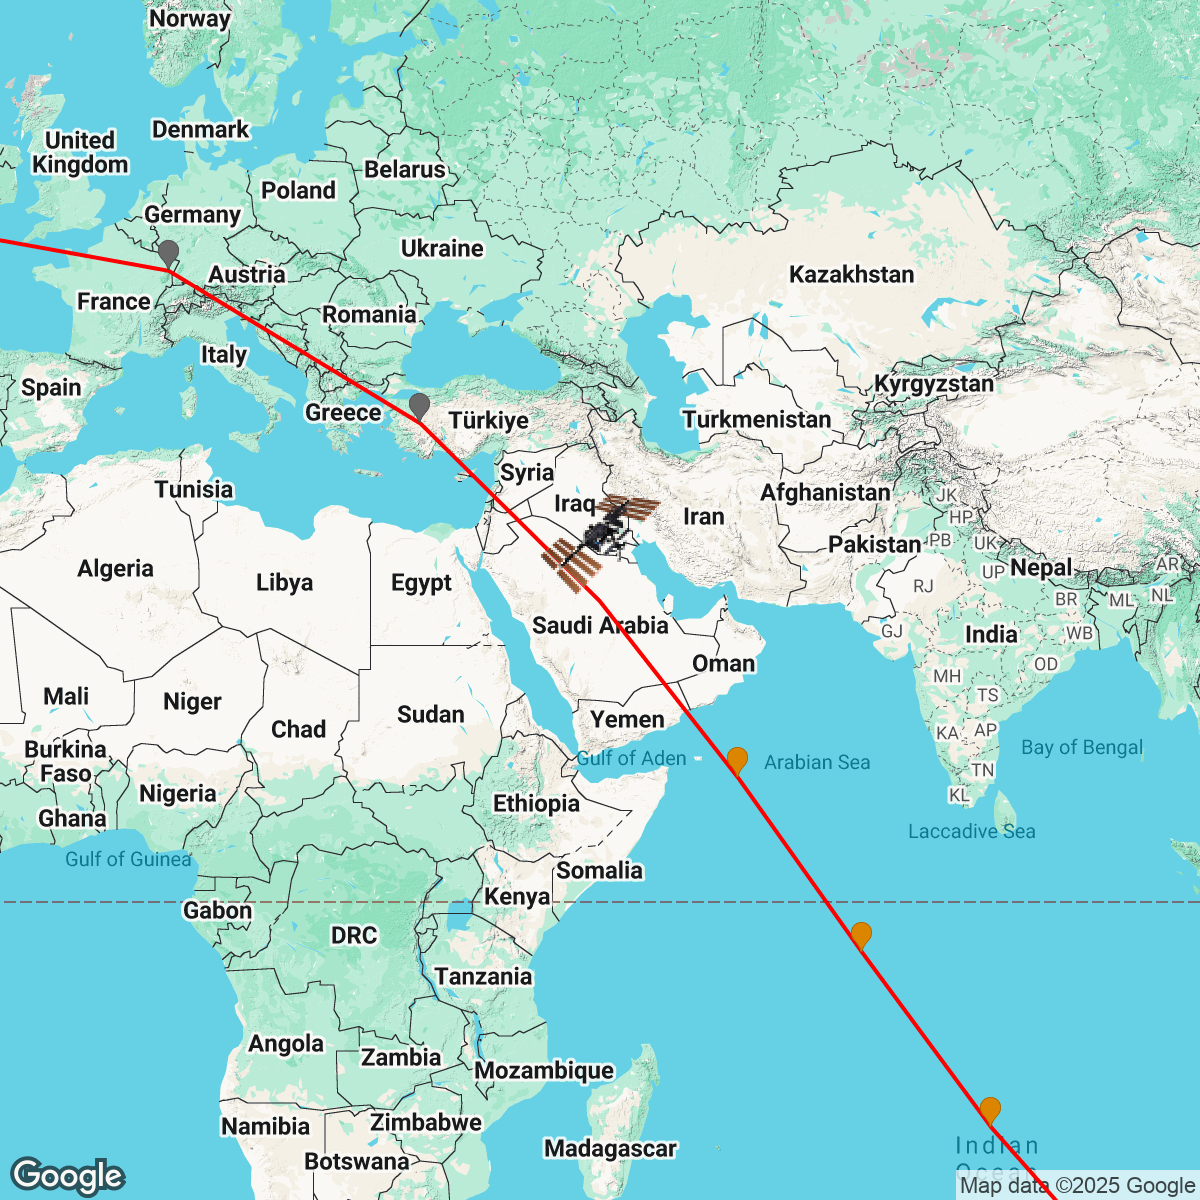 Norway
Denmark
United
Kingdom
Belarus
Poland
Germany
Ukraine
Austria
Kazakhstan
France
Romania
Italy
Kyrgyzstan
Spain
Greece
Türkiye
Turkmenistan
Syria
Tunisia
Afghanistan
JK
Iraq
HP
Iran
Pakistan
PB
UK
Algeria
Libya
Egypt
Nepal
UP
AR
RJ
BR
ML
NL
Saudi Arabia
GJ
India
WB
Oman
OD
MH
Mali
Niger
TS
Sudan
Yemen
Chad
KA
AP
Burkina
Faso
Gulf of Aden
Arabian Sea
Bay of Bengal
TN
Nigeria
Ethiopia
KL
Ghana
Laccadive Sea
Gulf of Guinea
Somalia
Kenya
Gabon
DRC
Tanzania
Angola
Zambia
Mozambique
Namibia
Zimbabwe
Madagascar
Indian
Ocean
Botswana
Google
Map data ©2025 Google